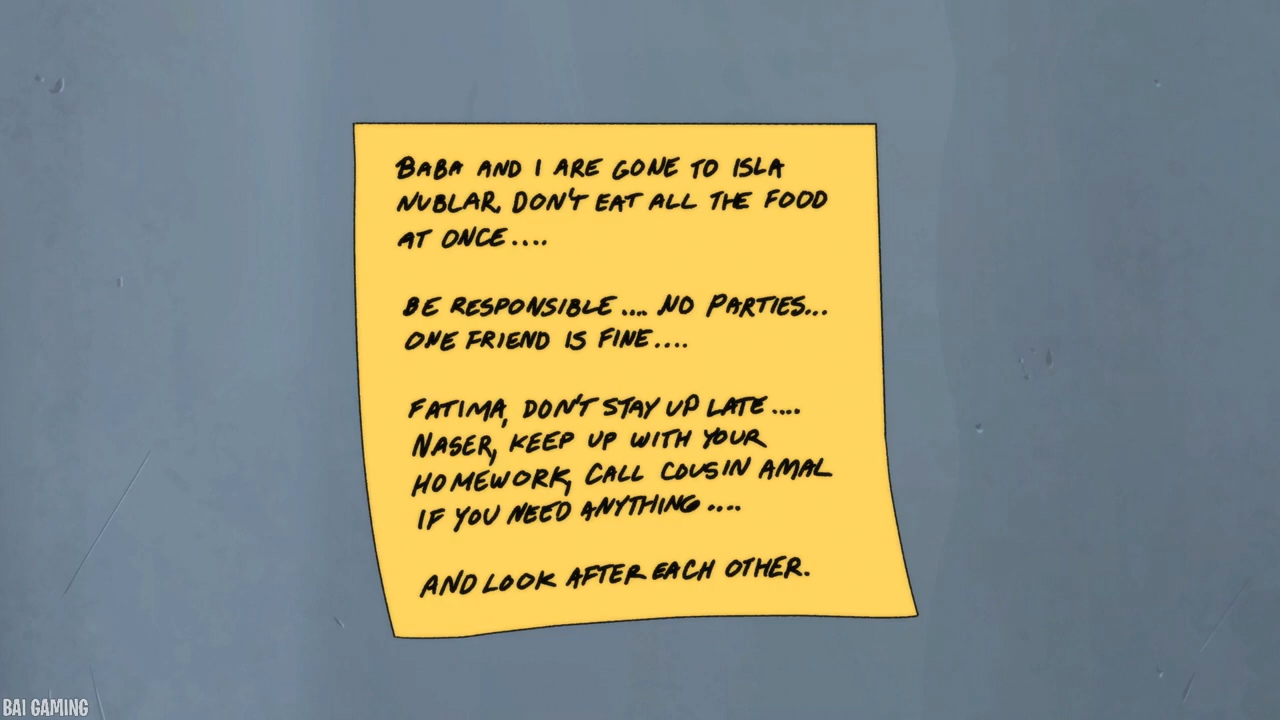 BABA AND I ARE GONE TO ISLA
NUBLAR, DON'T EAT ALL THE FOOD
AT ONCE....
BE RESPONSIBLE.... NO PARTIES...
ONE FRIEND IS FINE....
FATIMA, DON'T STAY UP LATE....
NASER, KEEP UP WITH YOUR
HOMEWORK, CALL COUSIN AMAL
IF YOU NEED ANYTHING....
AND LOOK AFTER EACH OTHER.
BAI GAMING